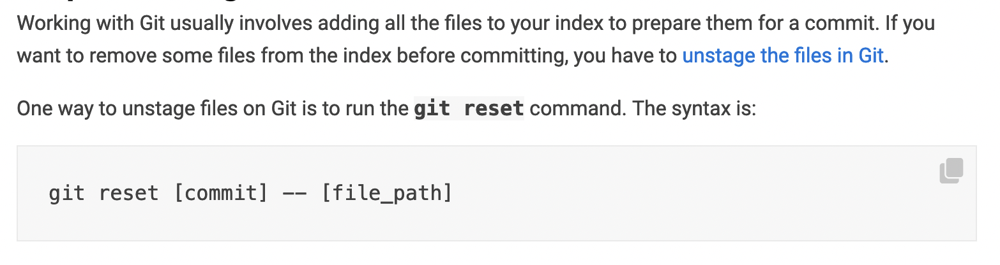 Working with Git usually involves adding all the files to your index to prepare them for a commit. If you
want to remove some files from the index before committing, you have to unstage the files in Git.
One way to unstage files on Git is to run the git reset command. The syntax is:
git reset [commit] -- [file_path]